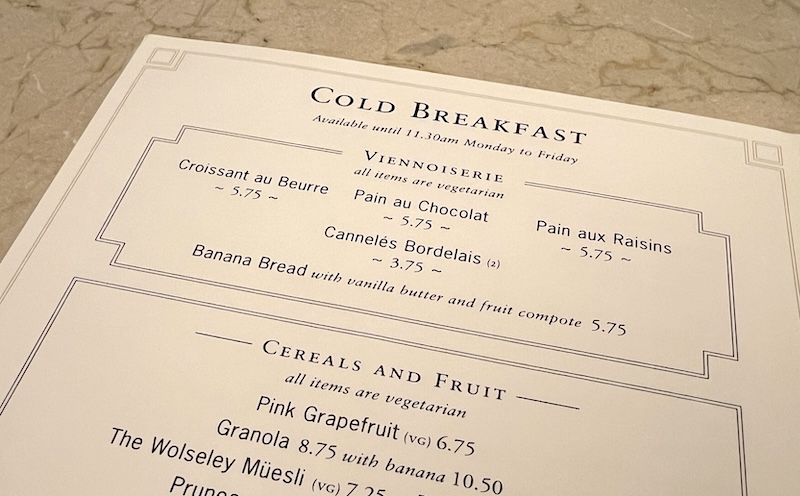 COLD BREAKFAST
Available until 11.30am Monday to Friday
VIENNOISERIE
all items are vegetarian
Croissant au Beurre
~ 5.75 ~
Pain au Chocolat
~ 5.75 ~
Pain aux Raisins
~ 5.75 ~
Cannelés Bordelais (2)
~ 3.75 ~
Banana Bread with vanilla butter and fruit compote 5.75
CEREALS AND FRUIT
all items are vegetarian
Pink Grapefruit (VG) 6.75
Granola 8.75 with banana 10.50
The Wolseley Müesli (VG) 7.25